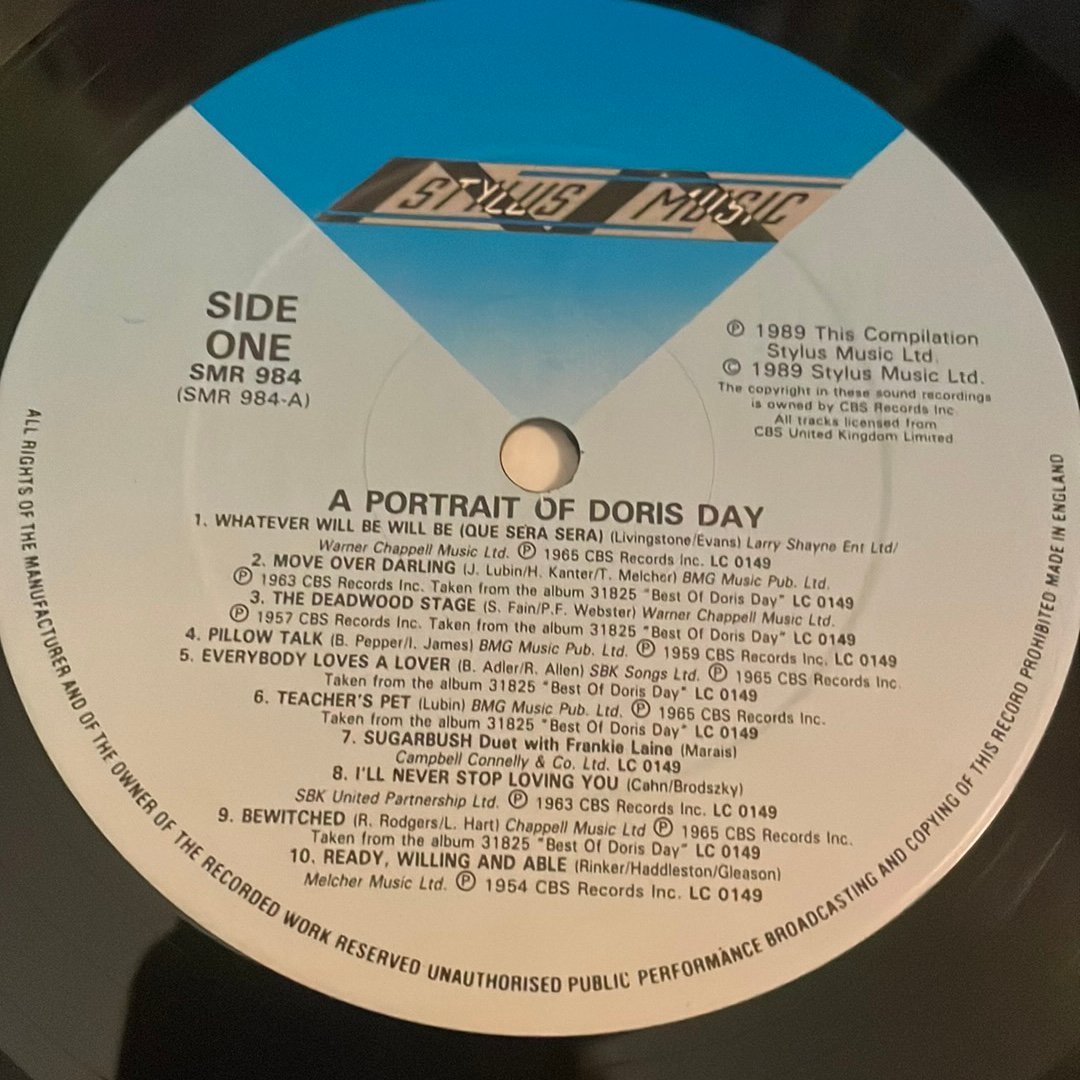 STYLUS MUSIC
SIDE
ONE
SMR 984
(SMR 984-A)
℗ 1989 This Compilation
Stylus Music Ltd.
© 1989 Stylus Music Ltd.
The copyright in these sound recordings
is owned by CBS Records Inc
All tracks licensed from
CBS United Kingdom Limited
A PORTRAIT OF DORIS DAY
1. WHATEVER WILL BE WILL BE (QUE SERA SERA) (Livingstone/Evans) Larry Shayne Ent Ltd/
Warner Chappell Music Ltd. ℗ 1965 CBS Records Inc. LC 0149
2. MOVE OVER DARLING (J. Lubin/H. Kanter/T. Melcher) BMG Music Pub. Ltd.
℗ 1963 CBS Records Inc. Taken from the album 31825 "Best Of Doris Day" LC 0149
3. THE DEADWOOD STAGE (S. Fain/P.F. Webster) Warner Chappell Music Ltd.
℗ 1957 CBS Records Inc. Taken from the album 31825 "Best Of Doris Day" LC 0149
4. PILLOW TALK (B. Pepper/I. James) BMG Music Pub. Ltd. ℗ 1959 CBS Records Inc. LC 0149
5. EVERYBODY LOVES A LOVER (B. Adler/R. Allen) SBK Songs Ltd. ℗ 1965 CBS Records Inc.
Taken from the album 31825 "Best Of Doris Day" LC 0149
6. TEACHER'S PET (Lubin) BMG Music Pub. Ltd. ℗ 1965 CBS Records Inc.
Taken from the album 31825 "Best Of Doris Day" LC 0149
7. SUGARBUSH Duet with Frankie Laine (Marais)
Campbell Connelly & Co. Ltd. LC 0149
8. I'LL NEVER STOP LOVING YOU (Cahn/Brodszky)
SBK United Partnership Ltd. ℗ 1963 CBS Records Inc. LC 0149
9. BEWITCHED (R. Rodgers/L. Hart) Chappell Music Ltd ℗ 1965 CBS Records Inc.
Taken from the album 31825 "Best Of Doris Day" LC 0149
10. READY, WILLING AND ABLE (Rinker/Haddleston/Gleason)
Melcher Music Ltd. ℗ 1954 CBS Records Inc. LC 0149
ALL RIGHTS OF THE MANUFACTURER AND OF THE OWNER OF THE RECORDED WORK RESERVED UNAUTHORISED PUBLIC PERFORMANCE BROADCASTING AND COPYING OF THIS RECORD PROHIBITED MADE IN ENGLAND